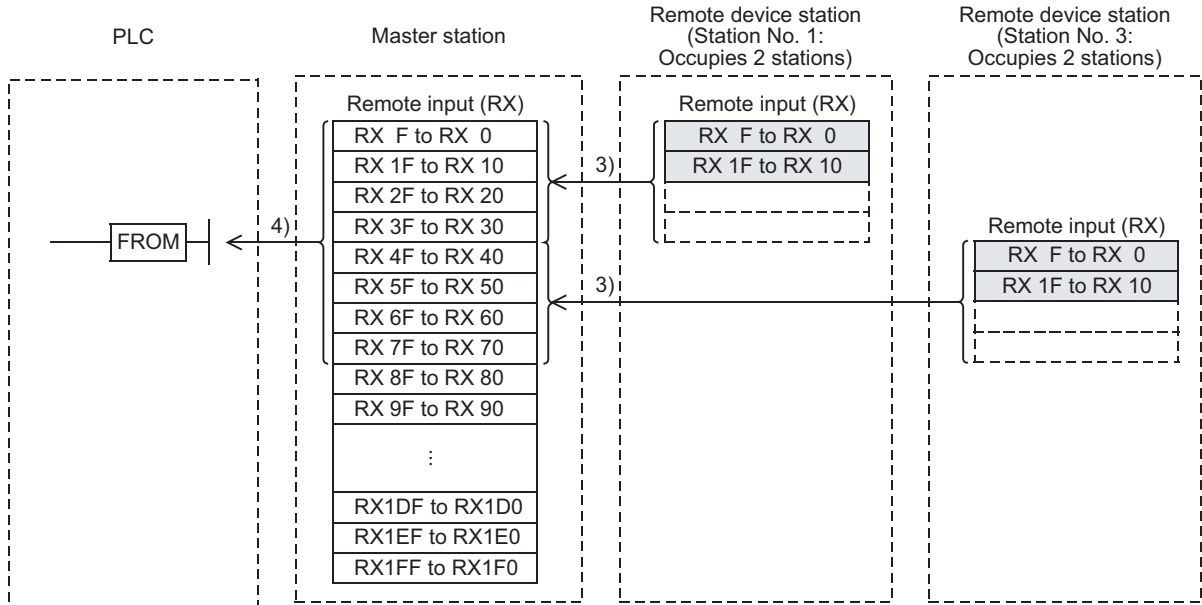 PLC
Master station
Remote device station
(Station No. 1:
Occupies 2 stations)
Remote device station
(Station No. 3:
Occupies 2 stations)
FROM
4)
Remote input (RX)
RX F to RX 0
RX 1F to RX 10
RX 2F to RX 20
RX 3F to RX 30
RX 4F to RX 40
RX 5F to RX 50
RX 6F to RX 60
RX 7F to RX 70
RX 8F to RX 80
RX 9F to RX 90
⋮
RX1DF to RX1D0
RX1EF to RX1E0
RX1FF to RX1F0
3)
3)
Remote input (RX)
RX F to RX 0
RX 1F to RX 10
Remote input (RX)
RX F to RX 0
RX 1F to RX 10